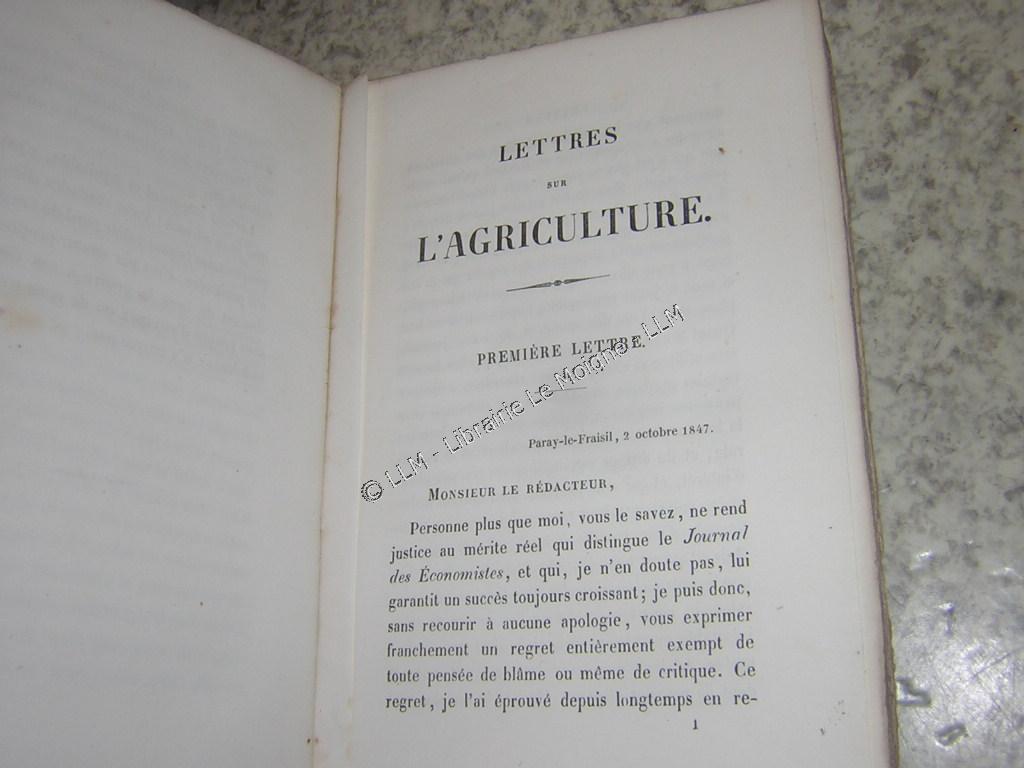 LETTRES
SUR
L'AGRICULTURE.
PREMIÈRE LETTRE.
© LLM - Librairie Le Moigne - LLM
Paray-le-Fraisil, 2 octobre 1847.
MONSIEUR LE RÉDACTEUR,
Personne plus que moi, vous le savez, ne rend
justice au mérite réel qui distingue le Journal
des Économistes, et qui, je n'en doute pas, lui
garantit un succès toujours croissant; je puis donc,
sans recourir à aucune apologie, vous exprimer
franchement un regret entièrement exempt de
toute pensée de blâme ou même de critique. Ce
regret, je l'ai éprouvé depuis longtemps en re-
1